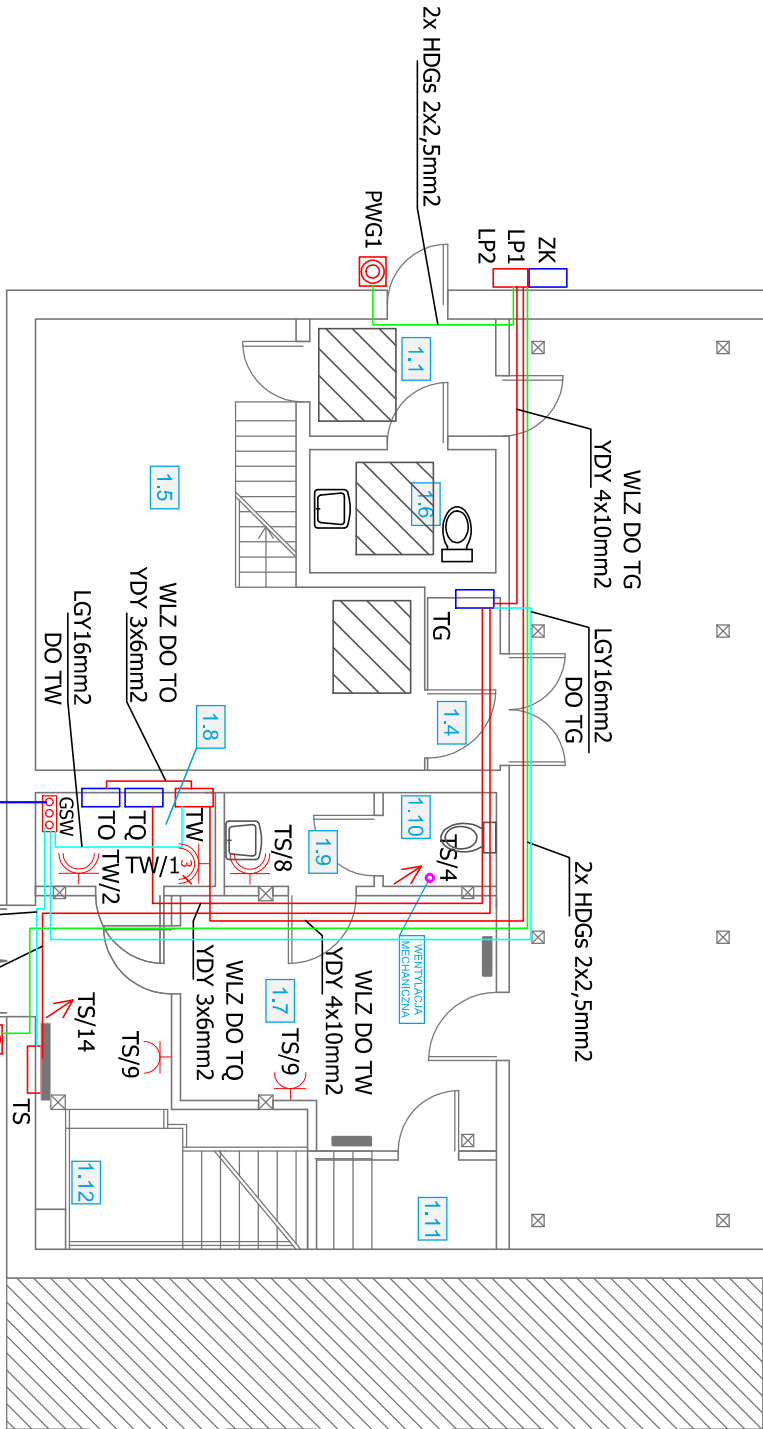 2x HDGs 2x2,5mm2
PWG1
ZK
LP1
LP2
1.1
WLZ DO TG
YDY 4x10mm2
1.6
1.5
LGY16mm2
DO TG
TG
1.4
WLZ DO TO
YDY 3x6mm2
LGY16mm2
DO TW
1.8
2x HDGs 2x2,5mm2
GSW
TO
TQ
TW
TW/2
TW/1
3
TS/8
1.9
1.10
TS/4
WENTYLACJA
MECHANICZNA
WLZ DO TW
YDY 4x10mm2
WLZ DO TQ
YDY 3x6mm2
1.7
TS/9
TS/9
TS/14
TS
1.12
1.11